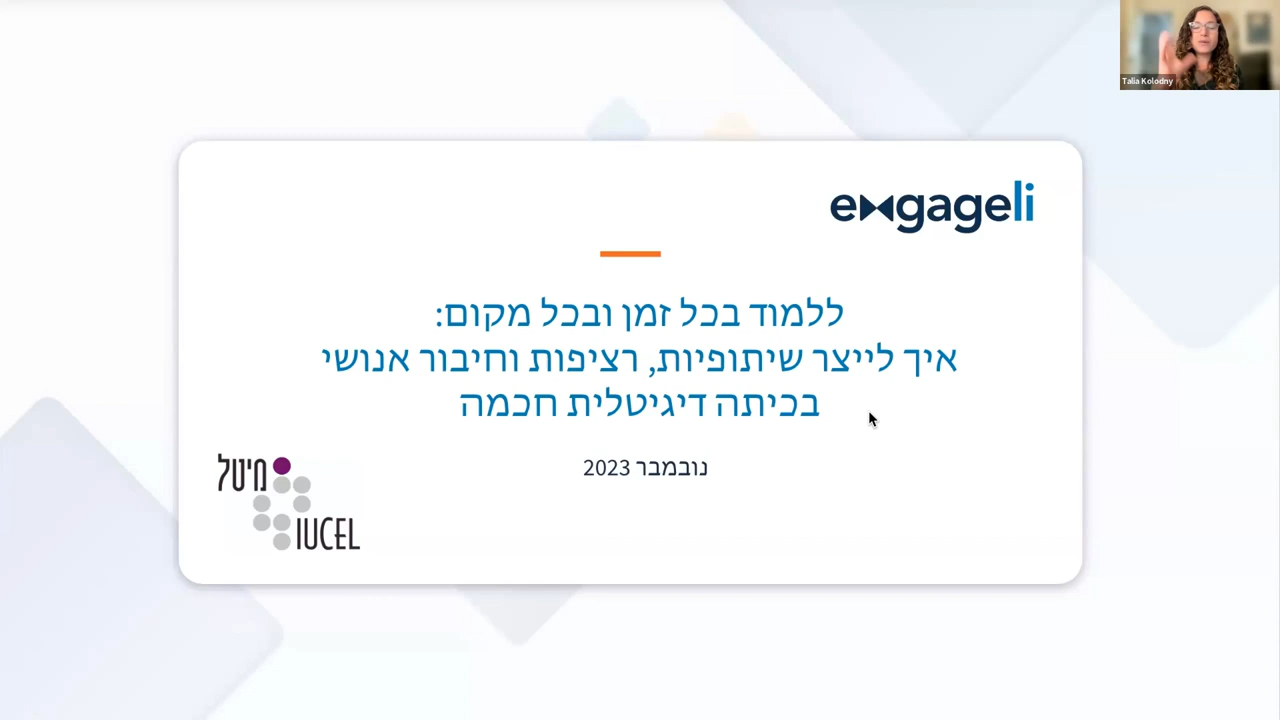 Talia Kolodny
engageli
ללמוד בכל זמן ובכל מקום:
איך לייצר שיתופיות, רציפות וחיבור אנושי
בכיתה דיגיטלית חכמה
נובמבר 2023
מיטל
IUCEL